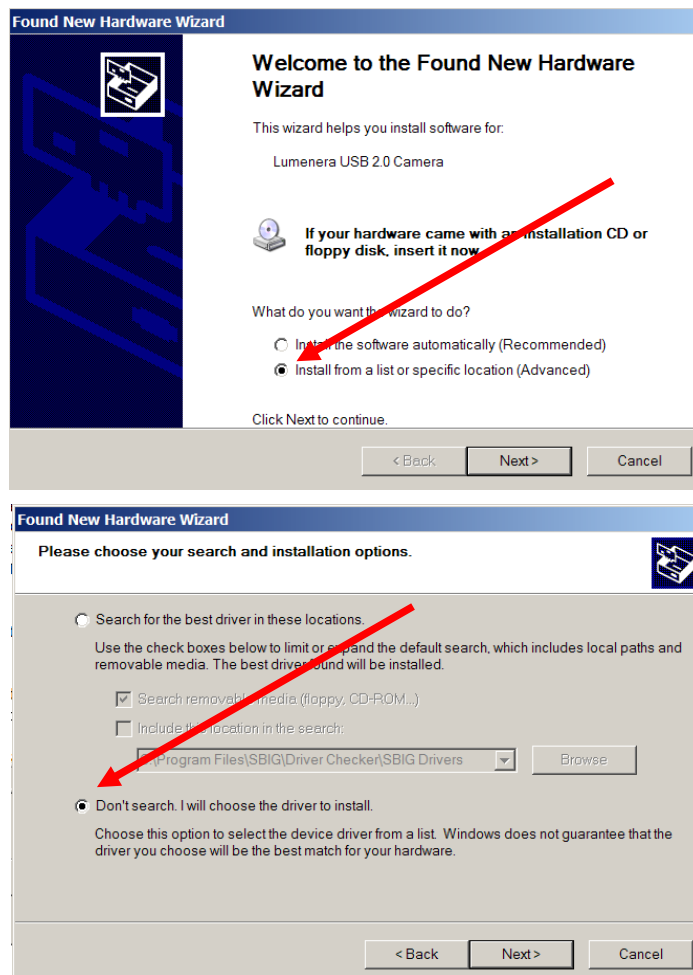 Found New Hardware Wizard
Welcome to the Found New Hardware
Wizard
This wizard helps you install software for:
Lumenera USB 2.0 Camera
If your hardware came with an installation CD or
floppy disk, insert it now.
What do you want the wizard to do?
Install the software automatically (Recommended)
Install from a list or specific location (Advanced)
Click Next to continue.
< Back
Next >
Cancel
Found New Hardware Wizard
Please choose your search and installation options.
Search for the best driver in these locations.
Use the check boxes below to limit or expand the default search, which includes local paths and
removable media. The best driver found will be installed.
Search removable media (floppy, CD-ROM...)
Include this location in the search:
C:\Program Files\SBIG\Driver Checker\SBIG Drivers
Browse
Don't search. I will choose the driver to install.
Choose this option to select the device driver from a list. Windows does not guarantee that the
driver you choose will be the best match for your hardware.
< Back
Next >
Cancel